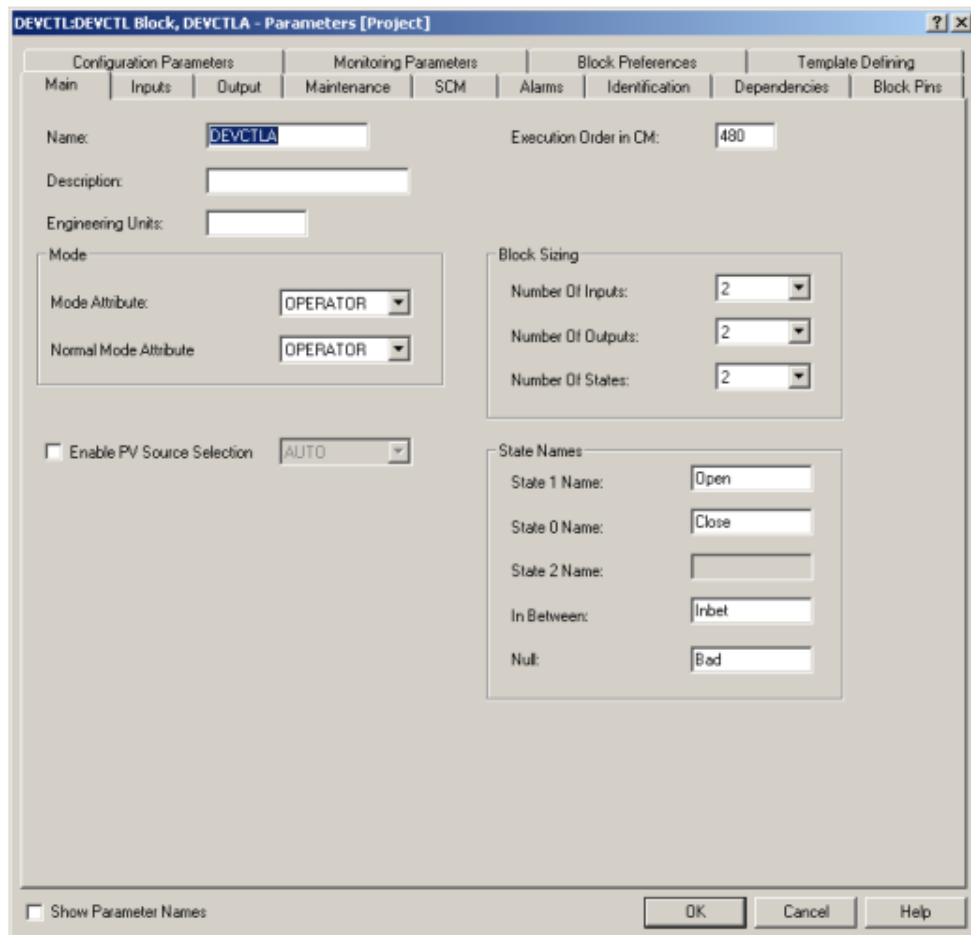 DEVCTL:DEVCTL Block, DEVCTLA - Parameters [Project]
Configuration Parameters Monitoring Parameters Block Preferences Template Defining
Main Inputs Output Maintenance SCM Alarms Identification Dependencies Block Pins
Name: DEVCTLA Execution Order in CM: 480
Description:
Engineering Units:
Mode Block Sizing
Mode Attribute: OPERATOR Number Of Inputs: 2
Normal Mode Attribute OPERATOR Number Of Outputs: 2
Number Of States: 2
Enable PV Source Selection AUTO State Names
State 1 Name: Open
State 0 Name: Close
State 2 Name:
In Between: Inbet
Null: Bad
Show Parameter Names OK Cancel Help